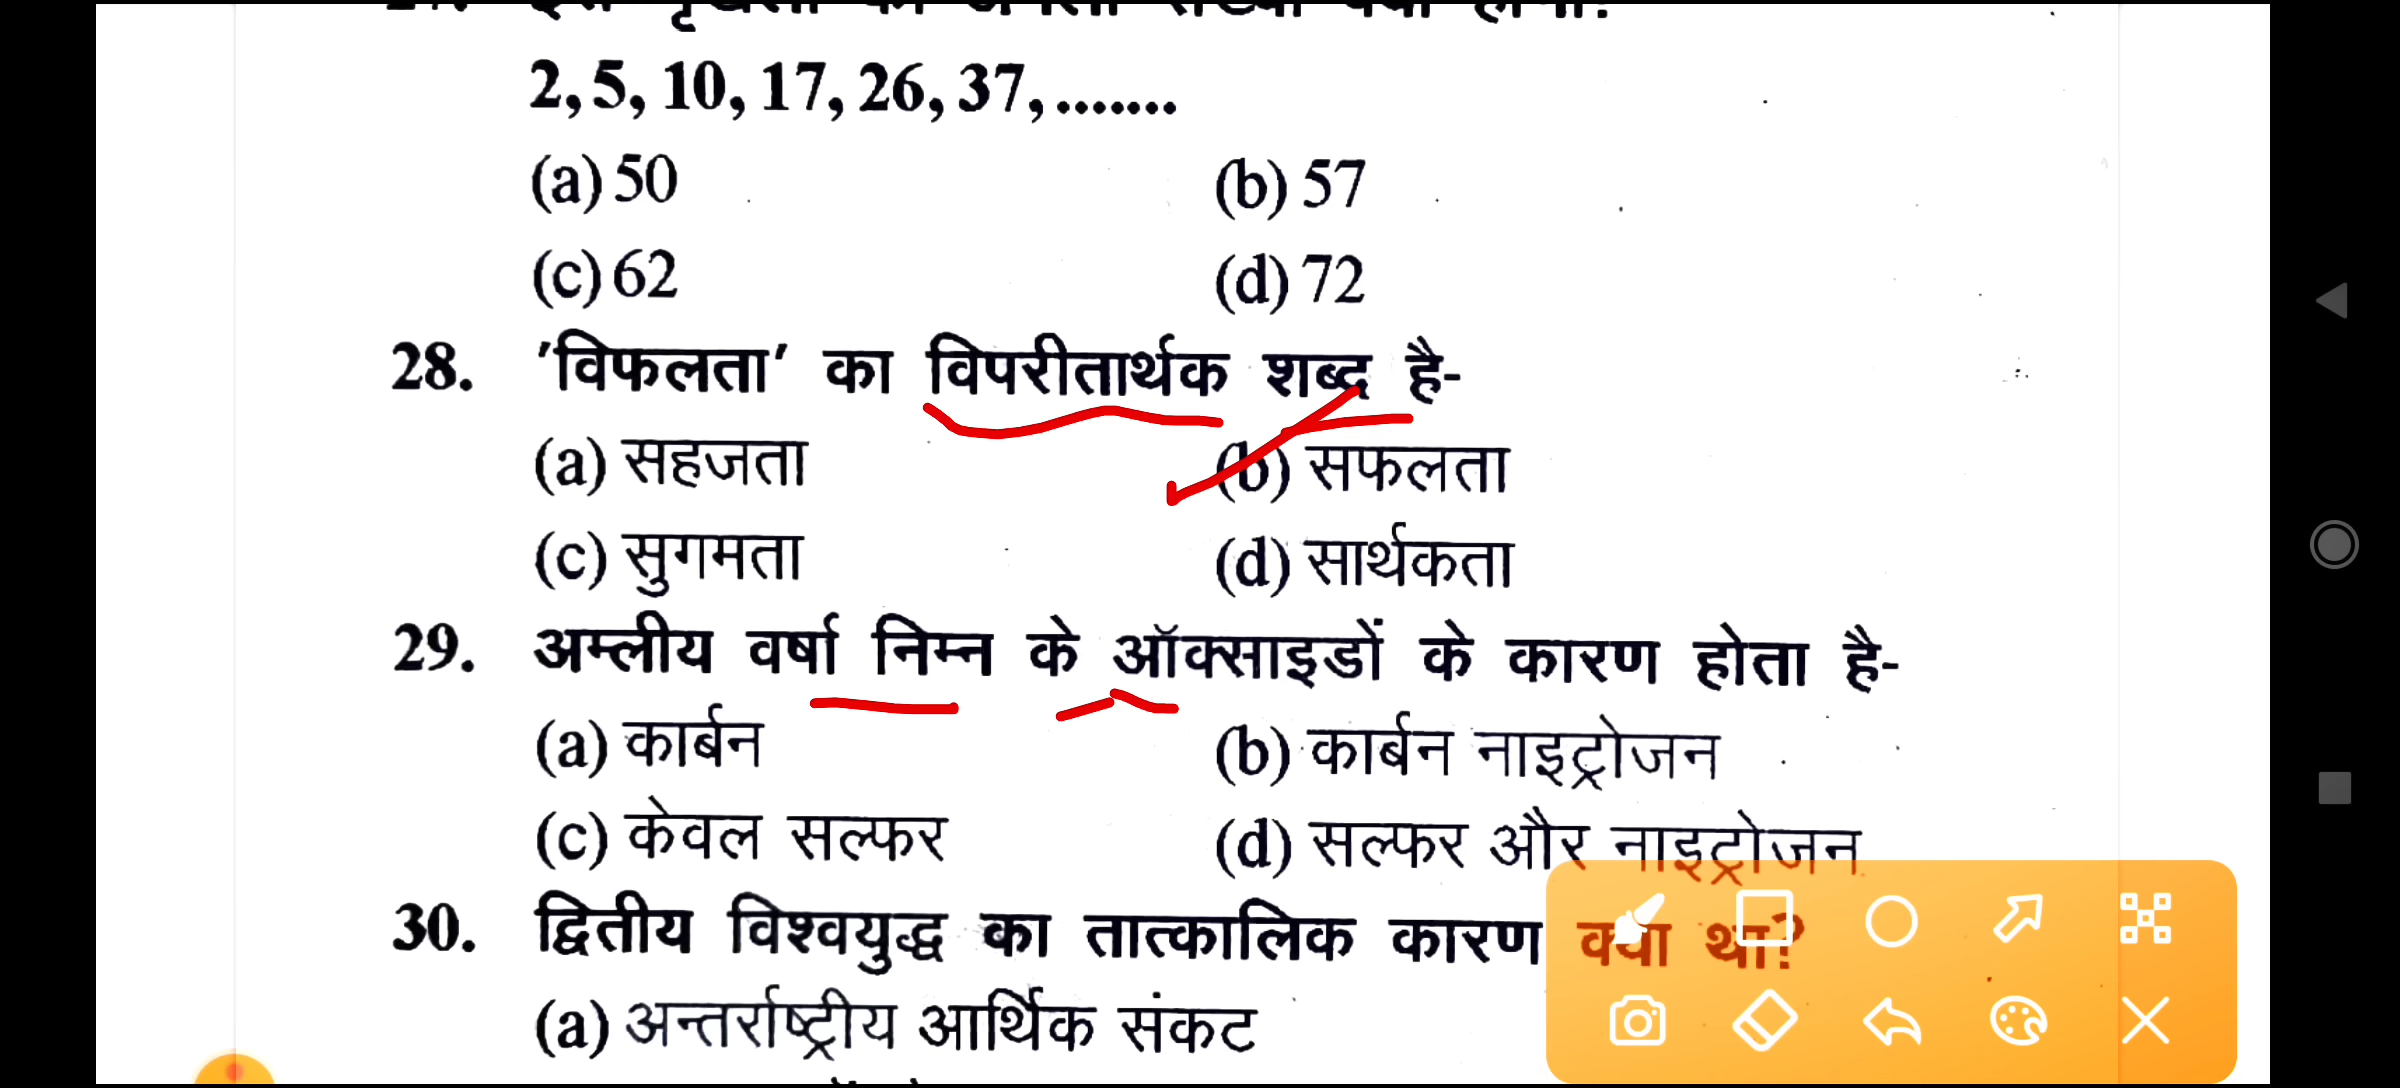 2, 5, 10, 17, 26, 37, .......
(a) 50 (b) 57
(c) 62 (d) 72
28. 'विफलता' का विपरीतार्थक शब्द है-
(a) सहजता (b) सफलता
(c) सुगमता (d) सार्थकता
29. अम्लीय वर्षा निम्न के ऑक्साइडों के कारण होता है-
(a) कार्बन (b) कार्बन नाइट्रोजन
(c) केवल सल्फर (d) सल्फर और नाइट्रोजन
30. द्वितीय विश्वयुद्ध का तात्कालिक कारण क्या था?
(a) अन्तर्राष्ट्रीय आर्थिक संकट